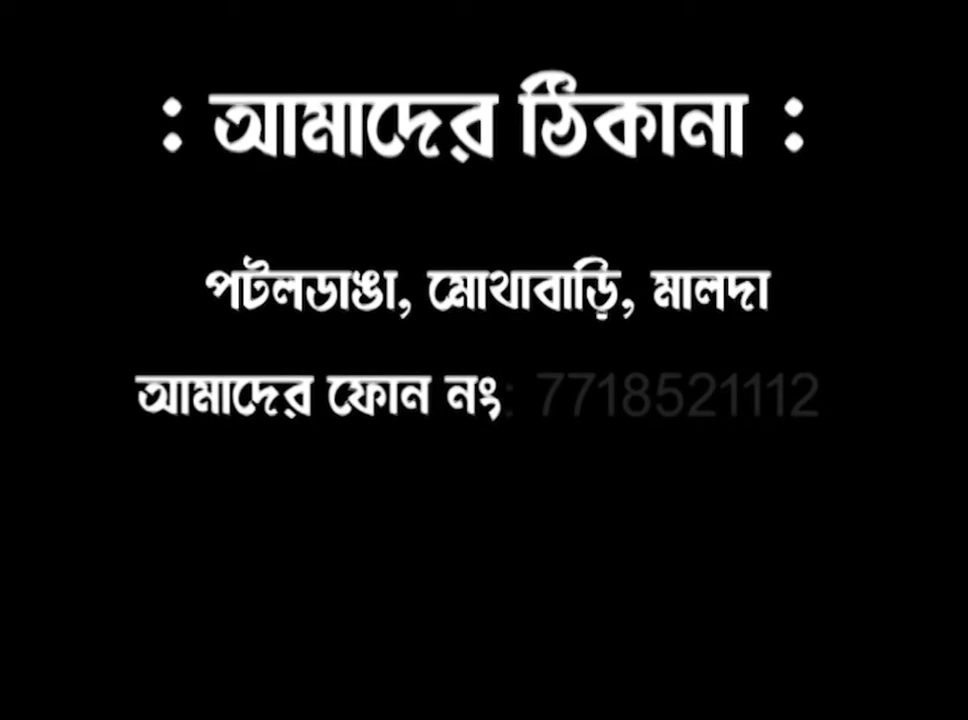 : আমাদের ঠিকানা :
পটলডাঙা, মোথাবাড়ি, মালদা
আমাদের ফোন নং : 7718521112